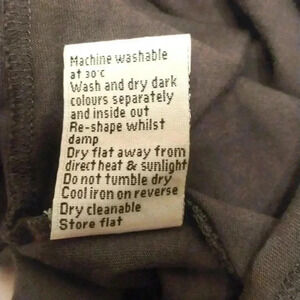 Machine washable
at 30°C
Wash and dry dark
colours separately
and inside out
Re-shape whilst
damp
Dry flat away from
direct heat & sunlight
Do not tumble dry
Cool iron on reverse
Dry cleanable
Store flat